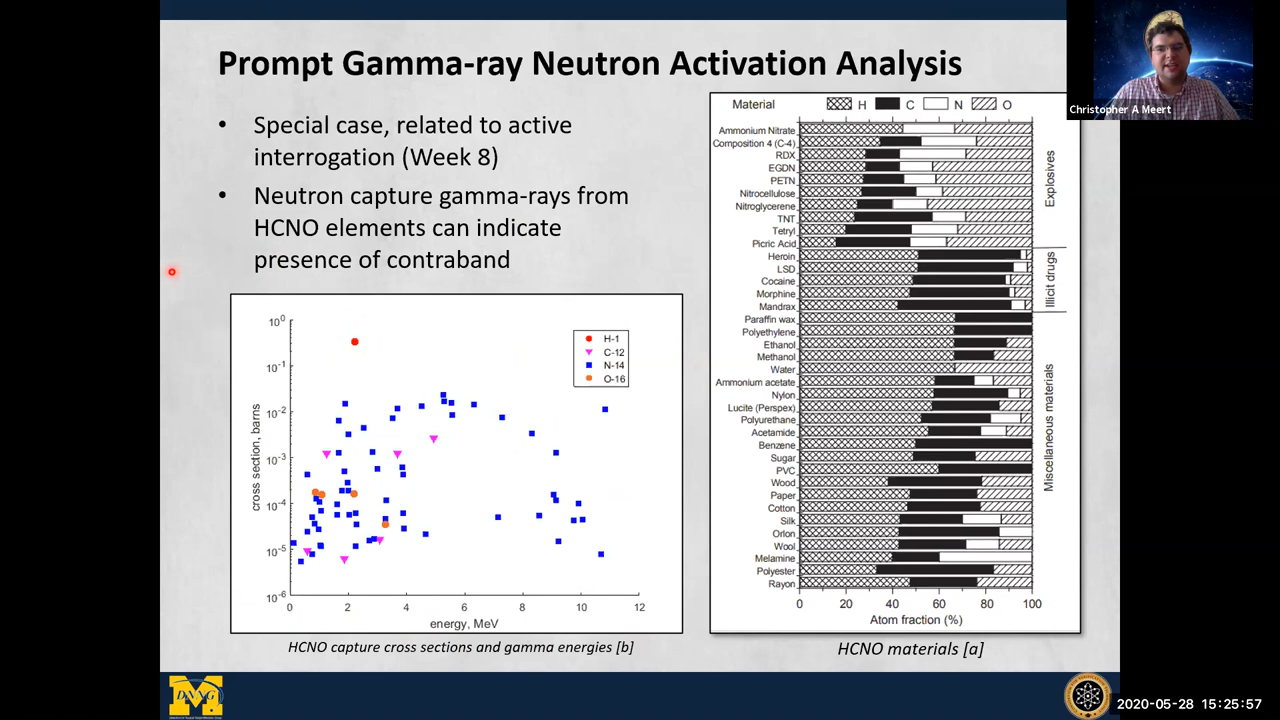 Prompt Gamma-ray Neutron Activation Analysis
Christopher A Meert
• Special case, related to active
interrogation (Week 8)
• Neutron capture gamma-rays from
HCNO elements can indicate
presence of contraband
10⁰
10⁻¹
10⁻²
10⁻³
10⁻⁴
10⁻⁵
10⁻⁶
cross section, barns
H-1
C-12
N-14
O-16
0 2 4 6 8 10 12
energy, MeV
HCNO capture cross sections and gamma energies [b]
Material H C N O
Ammonium Nitrate
Composition 4 (C-4)
RDX
EGDN
PETN
Nitrocellulose
Nitroglycerene
TNT
Tetryl
Picric Acid
Heroin
LSD
Cocaine
Morphine
Mandrax
Paraffin wax
Polyethylene
Ethanol
Methanol
Water
Ammonium acetate
Nylon
Lucite (Perspex)
Polyurethane
Acetamide
Benzene
Sugar
PVC
Wood
Paper
Cotton
Silk
Orlon
Wool
Melamine
Polyester
Rayon
Explosives
Illicit drugs
Miscellaneous materials
0 20 40 60 80 100
Atom fraction (%)
HCNO materials [a]
M
DNNG
2020-05-28 15:25:57